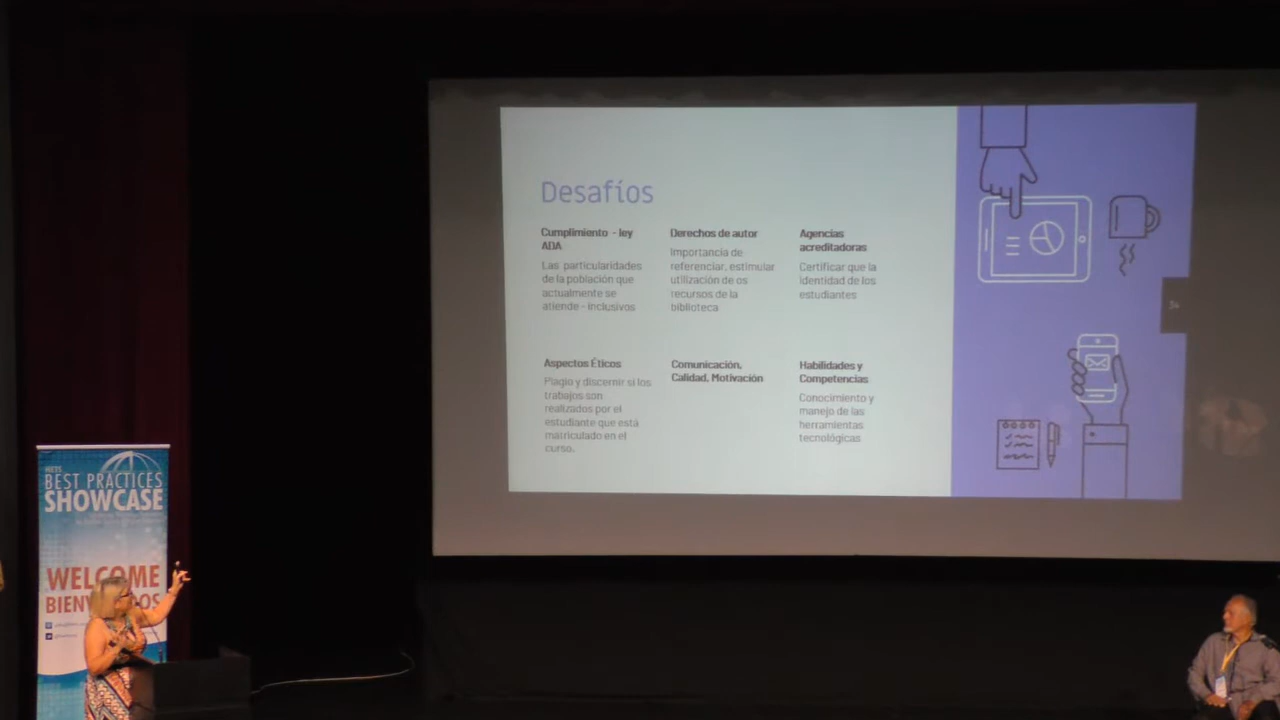 Desafíos
Cumplimiento - ley
ADA
Las particularidades
de la población que
actualmente se
atiende - inclusivos
Derechos de autor
Importancia de
referenciar, estimular
utilización de os
recursos de la
biblioteca
Agencias
acreditadoras
Certificar que la
identidad de los
estudiantes
Aspectos Éticos
Plagio y discernir si los
trabajos son
realizados por el
estudiante que está
matriculado en el
curso.
Comunicación,
Calidad, Motivación
Habilidades y
Competencias
Conocimiento y
manejo de las
herramientas
tecnológicas
HETS
BEST PRACTICES
SHOWCASE
WELCOME